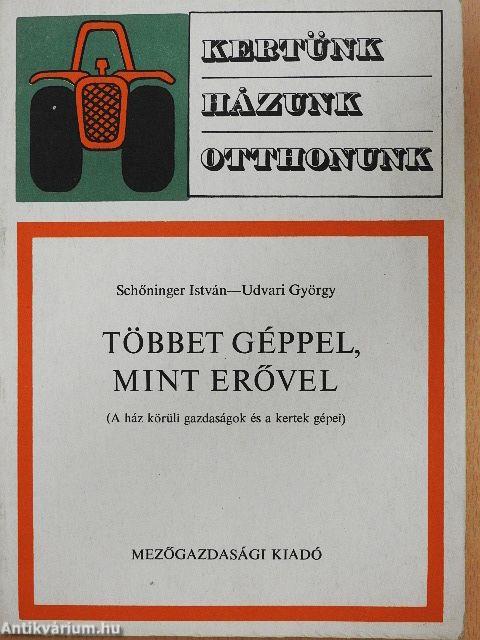 KERTÜNK
HÁZUNK
OTTHONUNK
Schőninger István—Udvari György
TÖBBET GÉPPEL,
MINT ERŐVEL
(A ház körüli gazdaságok és a kertek gépei)
MEZŐGAZDASÁGI KIADÓ
Antikvárium.hu